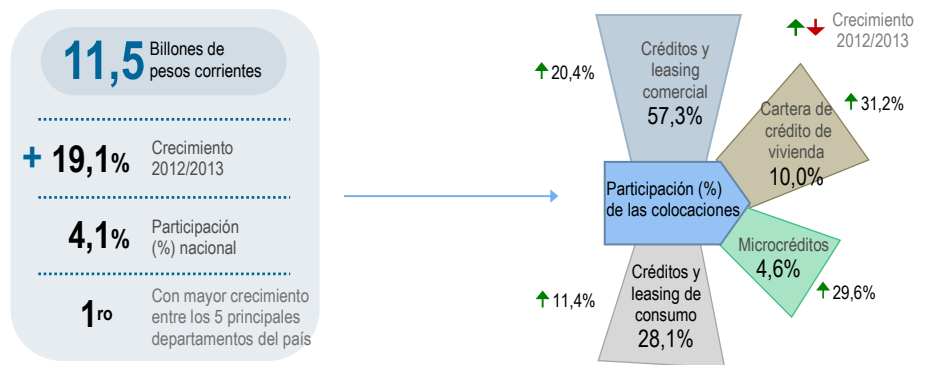 11,5 Billones de
pesos corrientes
+ 19,1% Crecimiento
2012/2013
4,1% Participación
(%) nacional
1ro Con mayor crecimiento
entre los 5 principales
departamentos del país
Crecimiento
2012/2013
20,4%
Créditos y
leasing
comercial
57,3%
31,2%
Cartera de
crédito de
vivienda
10,0%
Participación (%)
de las colocaciones
Microcréditos
4,6%
29,6%
11,4%
Créditos y
leasing de
consumo
28,1%